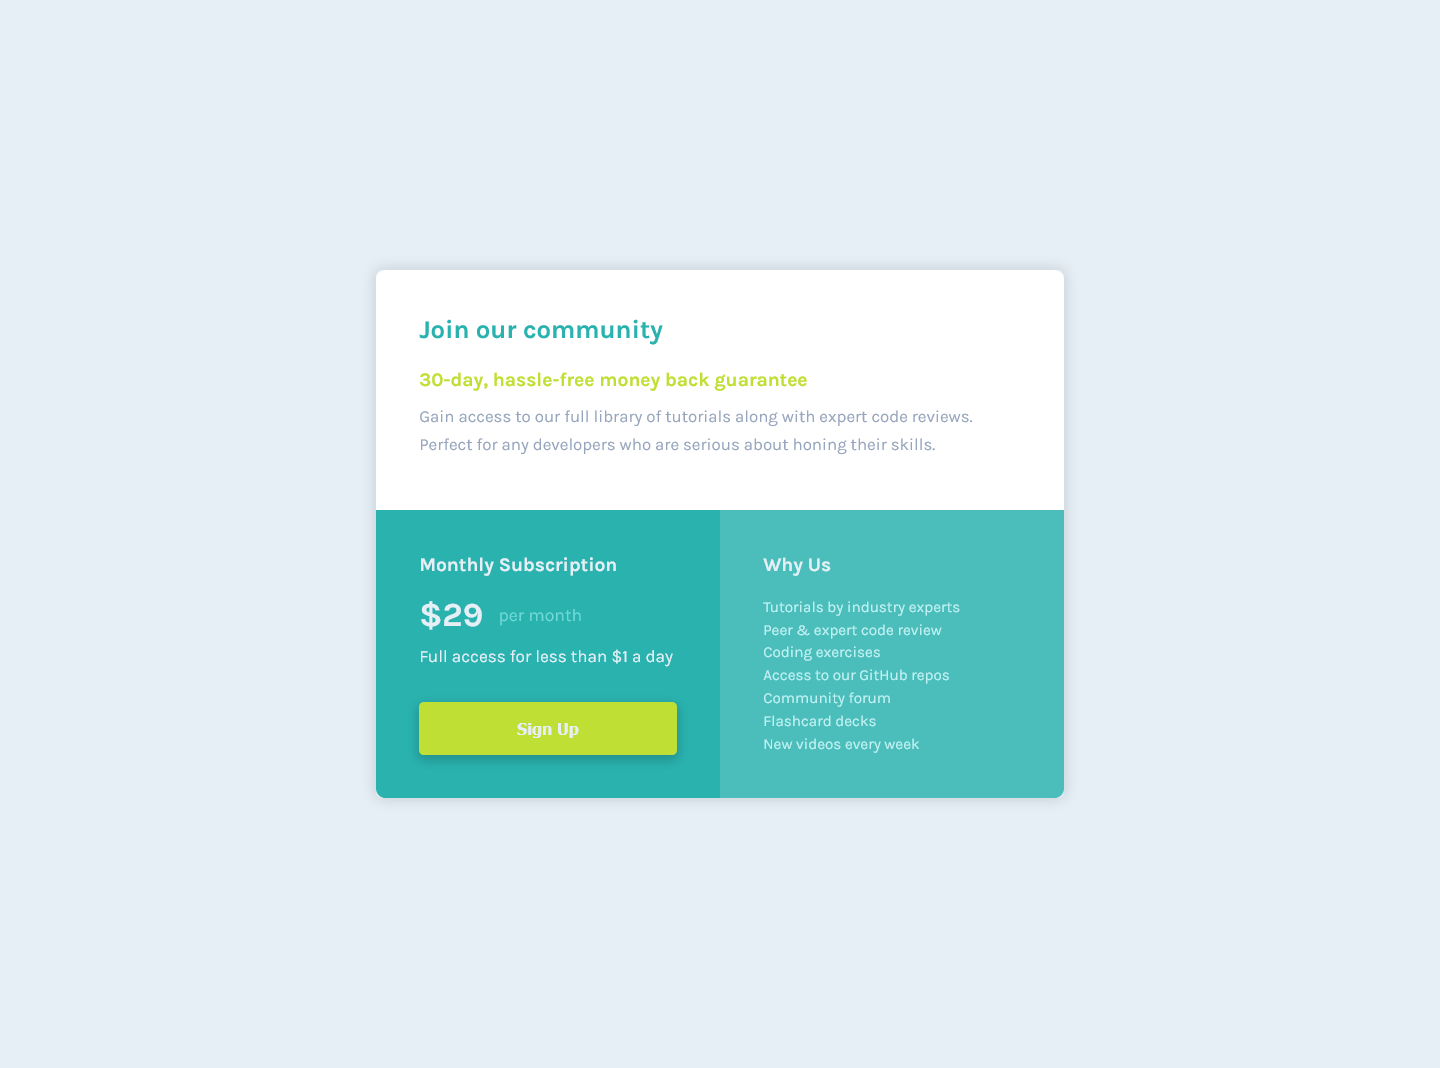 Join our community
30-day, hassle-free money back guarantee
Gain access to our full library of tutorials along with expert code reviews.
Perfect for any developers who are serious about honing their skills.
Monthly Subscription
$29 per month
Full access for less than $1 a day
Sign Up
Why Us
Tutorials by industry experts
Peer & expert code review
Coding exercises
Access to our GitHub repos
Community forum
Flashcard decks
New videos every week